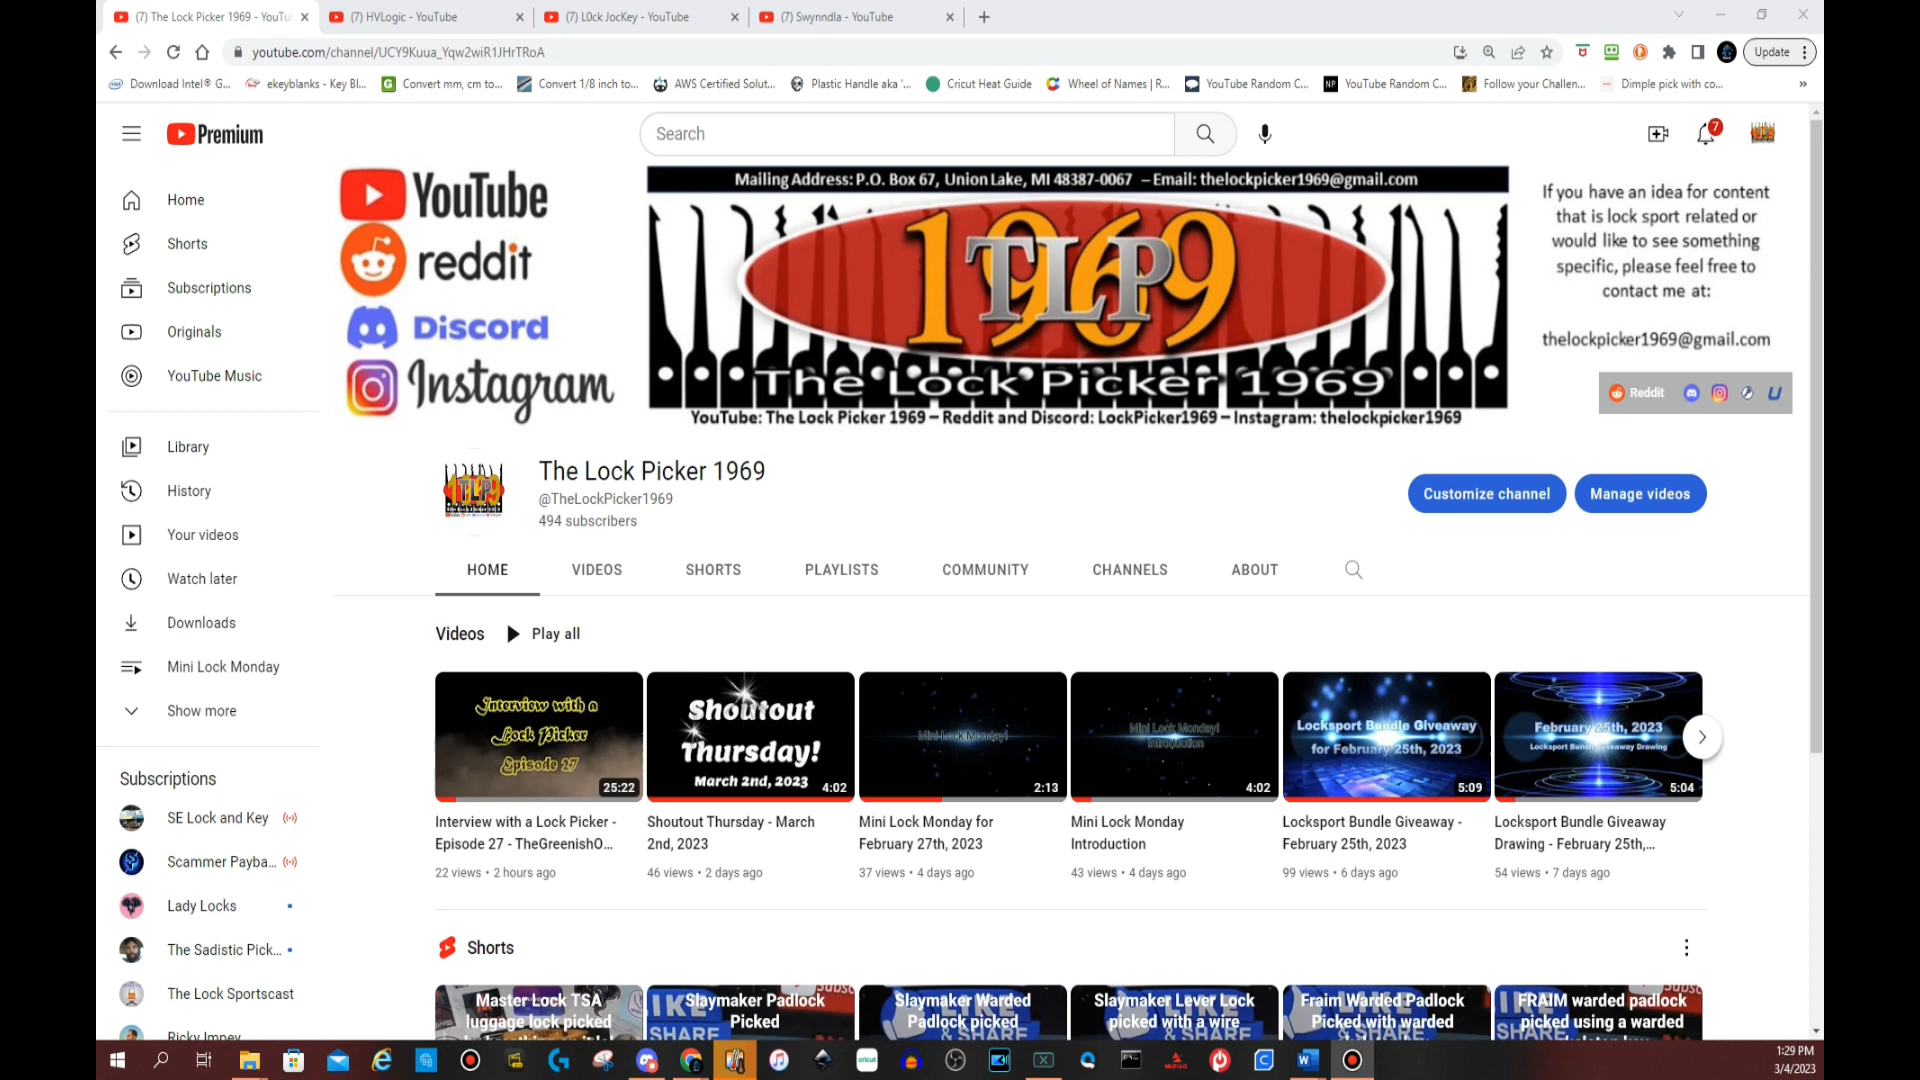 (7) The Lock Picker 1969 - YouTu
(7) HVLogic - YouTube
(7) L0ck JocKey - YouTube
(7) Swynndla - YouTube
youtube.com/channel/UCY9Kuua_Yqw2wiR1JHrTRoA
Update
Download Intel® G...
ekeyblanks - Key Bl...
Convert mm, cm to...
Convert 1/8 inch to...
AWS Certified Solut...
Plastic Handle aka '...
Cricut Heat Guide
Wheel of Names | R...
YouTube Random C...
YouTube Random C...
Follow your Challen...
Dimple pick with co...
Premium
Search
7
Home
Shorts
Subscriptions
Originals
YouTube Music
Library
History
Your videos
Watch later
Downloads
Mini Lock Monday
Show more
Subscriptions
SE Lock and Key
Scammer Payba...
Lady Locks
The Sadistic Pick...
The Lock Sportscast
Ricky Impey
YouTube
reddit
Discord
Instagram
Mailing Address: P.O. Box 67, Union Lake, MI 48387-0067 – Email: thelockpicker1969@gmail.com
1969
TLP
The Lock Picker 1969
YouTube: The Lock Picker 1969 – Reddit and Discord: LockPicker1969 – Instagram: thelockpicker1969
If you have an idea for content
that is lock sport related or
would like to see something
specific, please feel free to
contact me at:
thelockpicker1969@gmail.com
Reddit
TLP
The Lock Picker 1969
@TheLockPicker1969
494 subscribers
Customize channel
Manage videos
HOME
VIDEOS
SHORTS
PLAYLISTS
COMMUNITY
CHANNELS
ABOUT
Videos
Play all
Interview with a
Lock Picker
Episode 27
25:22
Shoutout
Thursday!
March 2nd, 2023
4:02
Mini Lock Monday!
2:13
Mini Lock Monday!
Introduction
4:02
Locksport Bundle Giveaway
for February 25th, 2023
5:09
February 25th, 2023
Locksport Bundle Giveaway Drawing
5:04
Interview with a Lock Picker -
Episode 27 - TheGreenishO...
22 views • 2 hours ago
Shoutout Thursday - March
2nd, 2023
46 views • 2 days ago
Mini Lock Monday for
February 27th, 2023
37 views • 4 days ago
Mini Lock Monday
Introduction
43 views • 4 days ago
Locksport Bundle Giveaway -
February 25th, 2023
99 views • 6 days ago
Locksport Bundle Giveaway
Drawing - February 25th,...
54 views • 7 days ago
Shorts
Master Lock TSA
luggage lock picked
Slaymaker Padlock
Picked
Slaymaker Warded
Padlock picked
Slaymaker Lever Lock
picked with a wire
Fraim Warded Padlock
Picked with warded
FRAIM warded padlock
picked using a warded
1:29 PM
3/4/2023